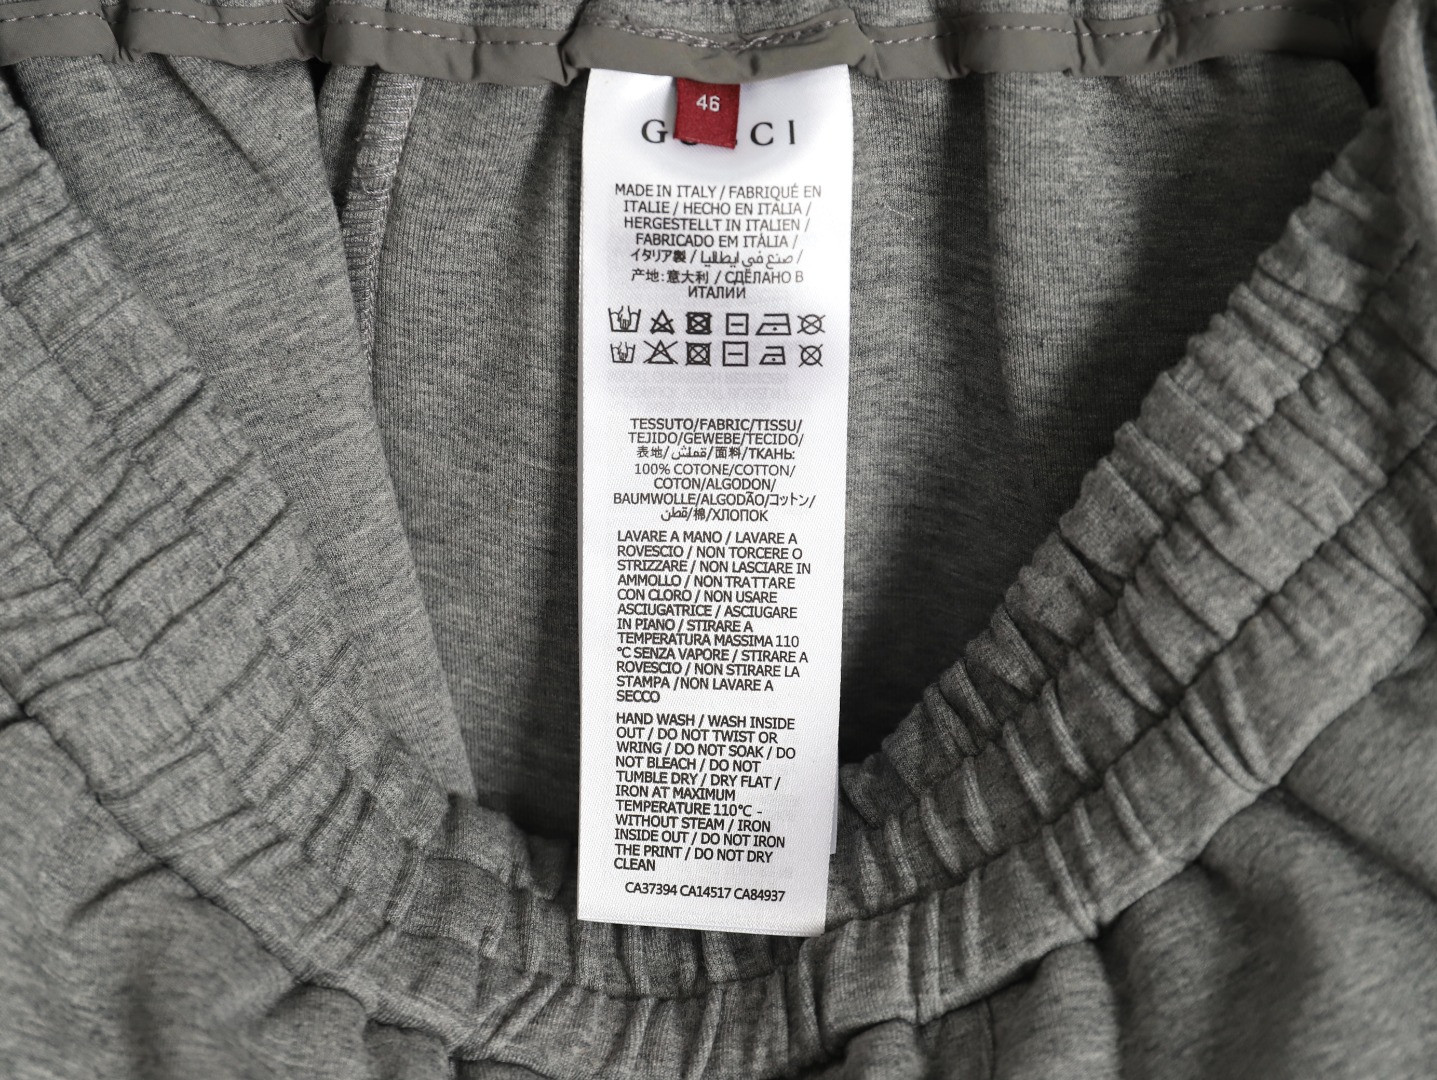 46
GUCCI
MADE IN ITALY / FABRIQUÉ EN
ITALIE / HECHO EN ITALIA /
HERGESTELLT IN ITALIEN /
FABRICADO EM ITÁLIA /
イタリア製 / صنع في ايطاليا /
产地:意大利 / СДЕЛАНО В
ИТАЛИИ
TESSUTO/FABRIC/TISSU/
TEJIDO/GEWEBE/TECIDO/
表地/قملش/面料/ТКАНЬ:
100% COTONE/COTTON/
COTON/ALGODON/
BAUMWOLLE/ALGODÃO/コットン/
قطن/棉/ХЛОПОК
LAVARE A MANO / LAVARE A
ROVESCIO / NON TORCERE O
STRIZZARE / NON LASCIARE IN
AMMOLLO / NON TRATTARE
CON CLORO / NON USARE
ASCIUGATRICE / ASCIUGARE
IN PIANO / STIRARE A
TEMPERATURA MASSIMA 110
°C SENZA VAPORE / STIRARE A
ROVESCIO / NON STIRARE LA
STAMPA /NON LAVARE A
SECCO
HAND WASH / WASH INSIDE
OUT / DO NOT TWIST OR
WRING / DO NOT SOAK / DO
NOT BLEACH / DO NOT
TUMBLE DRY / DRY FLAT /
IRON AT MAXIMUM
TEMPERATURE 110°C -
WITHOUT STEAM / IRON
INSIDE OUT / DO NOT IRON
THE PRINT / DO NOT DRY
CLEAN
CA37394 CA14517 CA84937